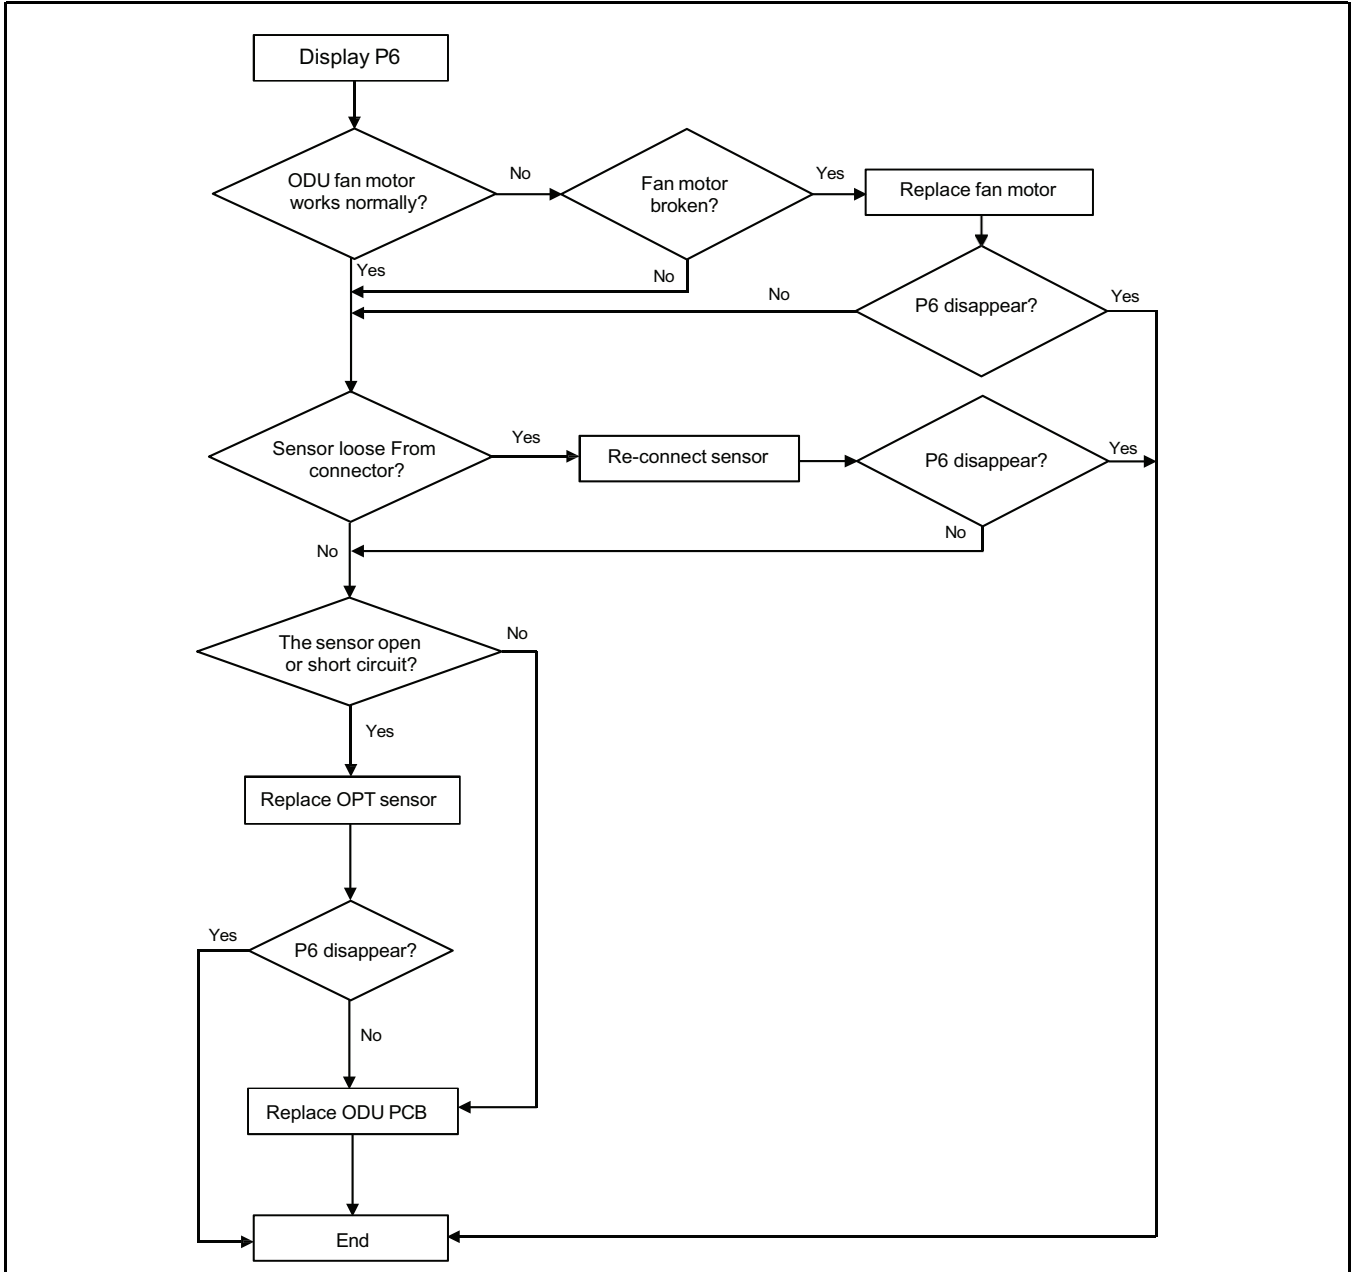 Display P6
ODU fan motor
works normally?
No
Fan motor
broken?
Yes
Replace fan motor
Yes
No
No
P6 disappear?
Yes
Sensor loose From
connector?
Yes
Re-connect sensor
P6 disappear?
Yes
No
No
The sensor open
or short circuit?
No
Yes
Replace OPT sensor
Yes
P6 disappear?
No
Replace ODU PCB
End